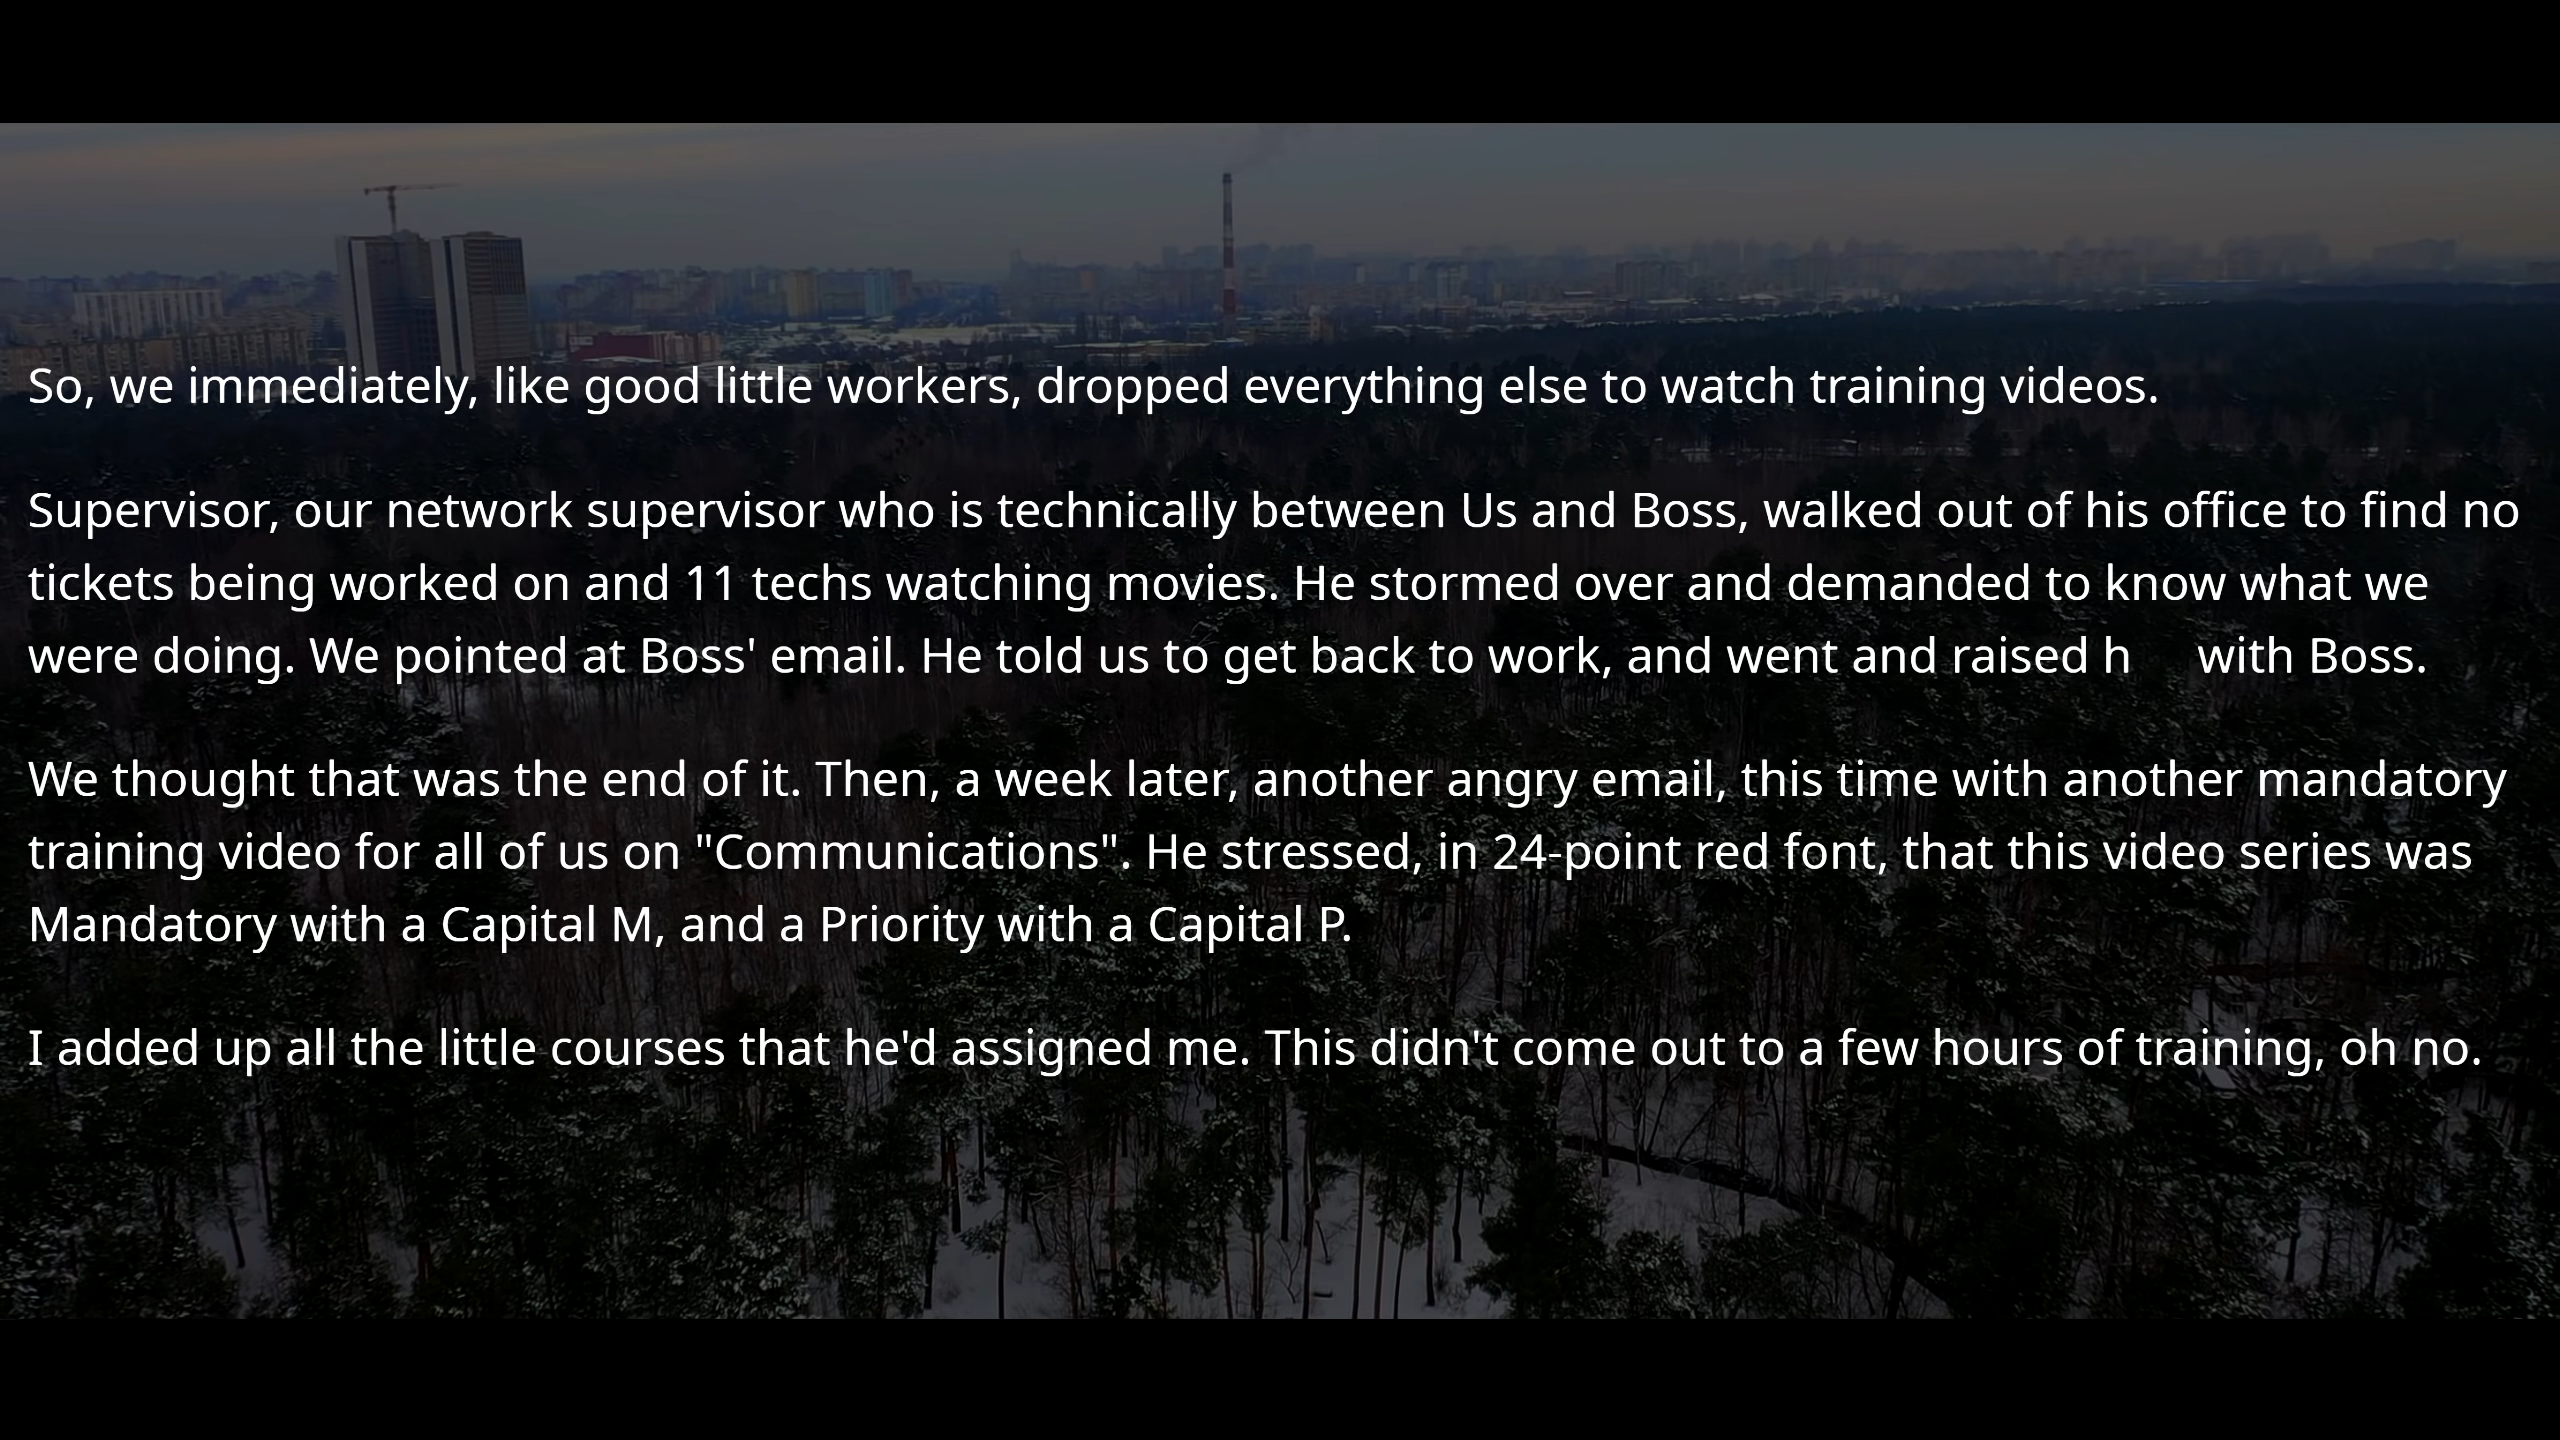 So, we immediately, like good little workers, dropped everything else to watch training videos.
Supervisor, our network supervisor who is technically between Us and Boss, walked out of his office to find no
tickets being worked on and 11 techs watching movies. He stormed over and demanded to know what we
were doing. We pointed at Boss' email. He told us to get back to work, and went and raised h with Boss.
We thought that was the end of it. Then, a week later, another angry email, this time with another mandatory
training video for all of us on "Communications". He stressed, in 24-point red font, that this video series was
Mandatory with a Capital M, and a Priority with a Capital P.
I added up all the little courses that he'd assigned me. This didn't come out to a few hours of training, oh no.